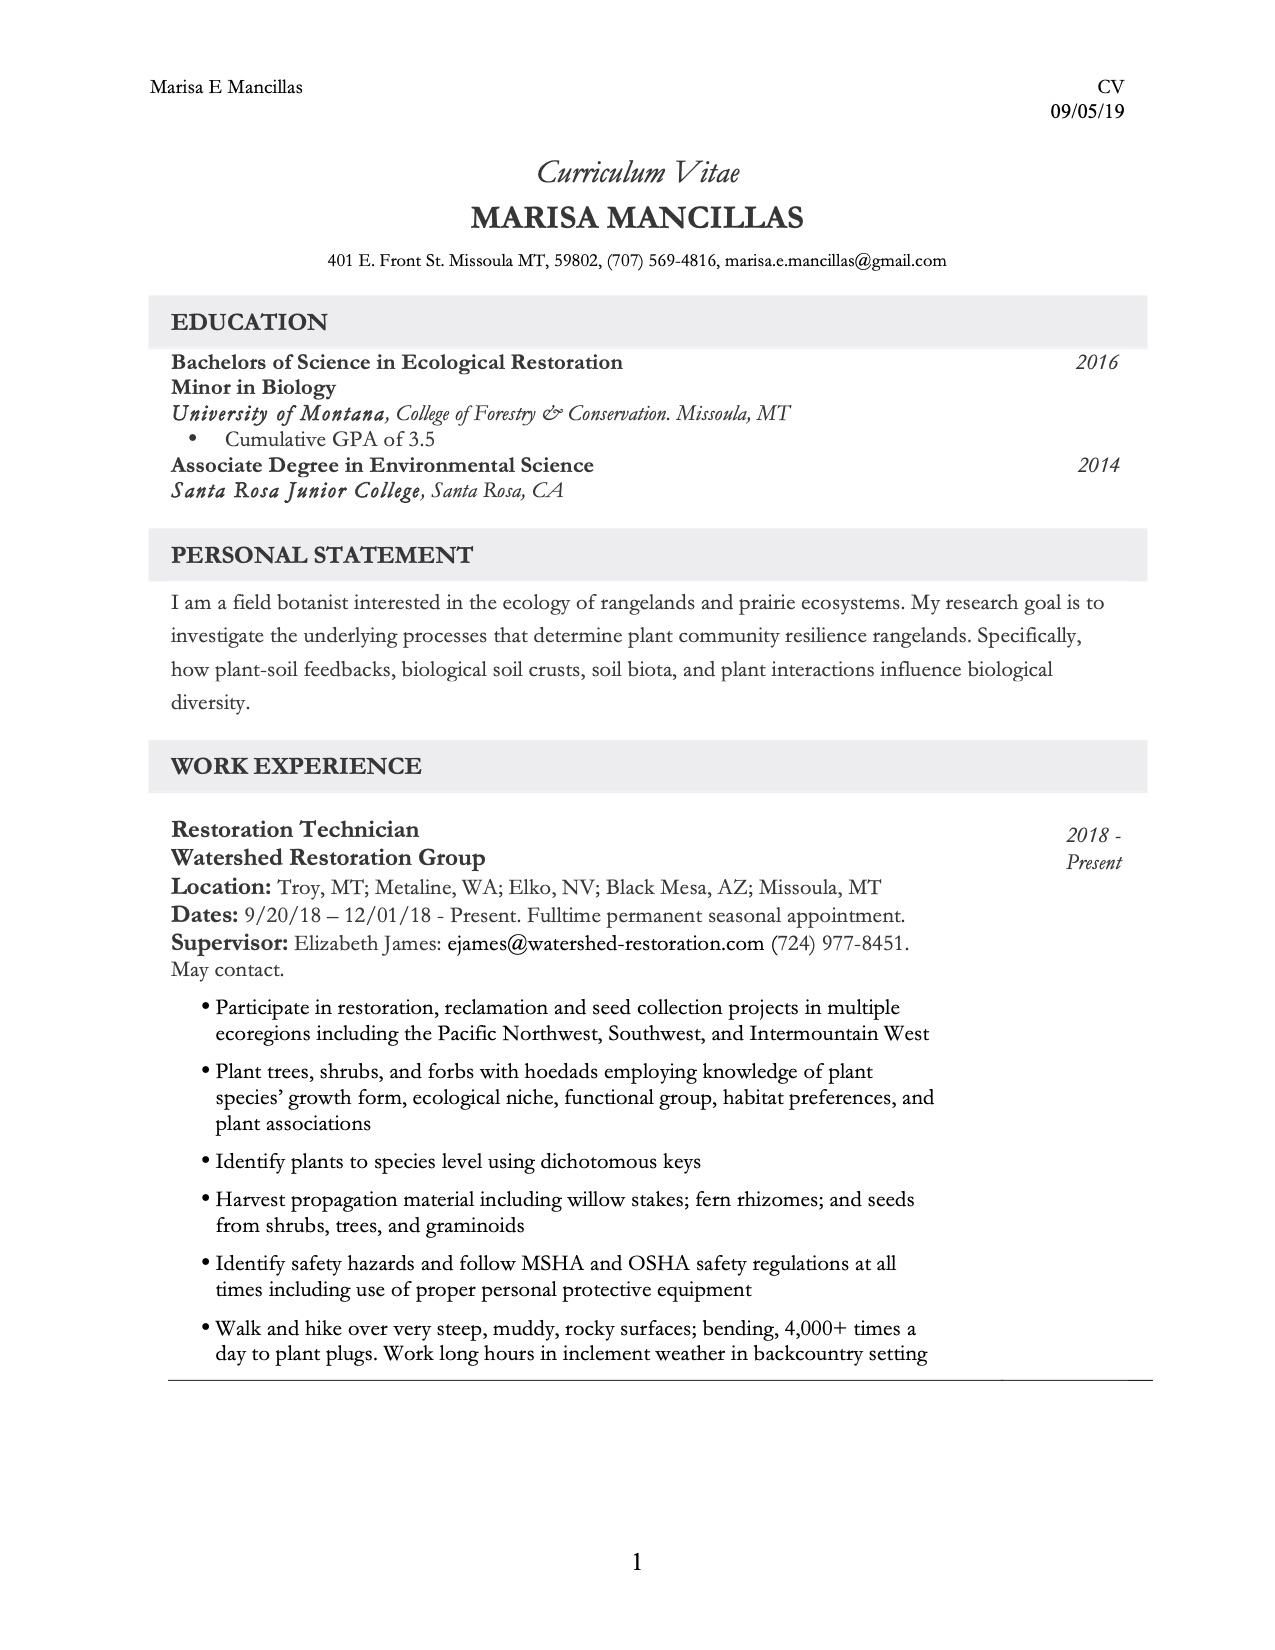 Marisa E Mancillas CV
09/05/19
Curriculum Vitae
MARISA MANCILLAS
401 E. Front St. Missoula MT, 59802, (707) 569-4816, marisa.e.mancillas@gmail.com
EDUCATION
Bachelors of Science in Ecological Restoration 2016
Minor in Biology
University of Montana, College of Forestry & Conservation. Missoula, MT
• Cumulative GPA of 3.5
Associate Degree in Environmental Science 2014
Santa Rosa Junior College, Santa Rosa, CA
PERSONAL STATEMENT
I am a field botanist interested in the ecology of rangelands and prairie ecosystems. My research goal is to
investigate the underlying processes that determine plant community resilience rangelands. Specifically,
how plant-soil feedbacks, biological soil crusts, soil biota, and plant interactions influence biological
diversity.
WORK EXPERIENCE
Restoration Technician 2018 -
Watershed Restoration Group Present
Location: Troy, MT; Metaline, WA; Elko, NV; Black Mesa, AZ; Missoula, MT
Dates: 9/20/18 – 12/01/18 - Present. Fulltime permanent seasonal appointment.
Supervisor: Elizabeth James: ejames@watershed-restoration.com (724) 977-8451.
May contact.
• Participate in restoration, reclamation and seed collection projects in multiple
ecoregions including the Pacific Northwest, Southwest, and Intermountain West
• Plant trees, shrubs, and forbs with hoedads employing knowledge of plant
species’ growth form, ecological niche, functional group, habitat preferences, and
plant associations
• Identify plants to species level using dichotomous keys
• Harvest propagation material including willow stakes; fern rhizomes; and seeds
from shrubs, trees, and graminoids
• Identify safety hazards and follow MSHA and OSHA safety regulations at all
times including use of proper personal protective equipment
• Walk and hike over very steep, muddy, rocky surfaces; bending, 4,000+ times a
day to plant plugs. Work long hours in inclement weather in backcountry setting
1